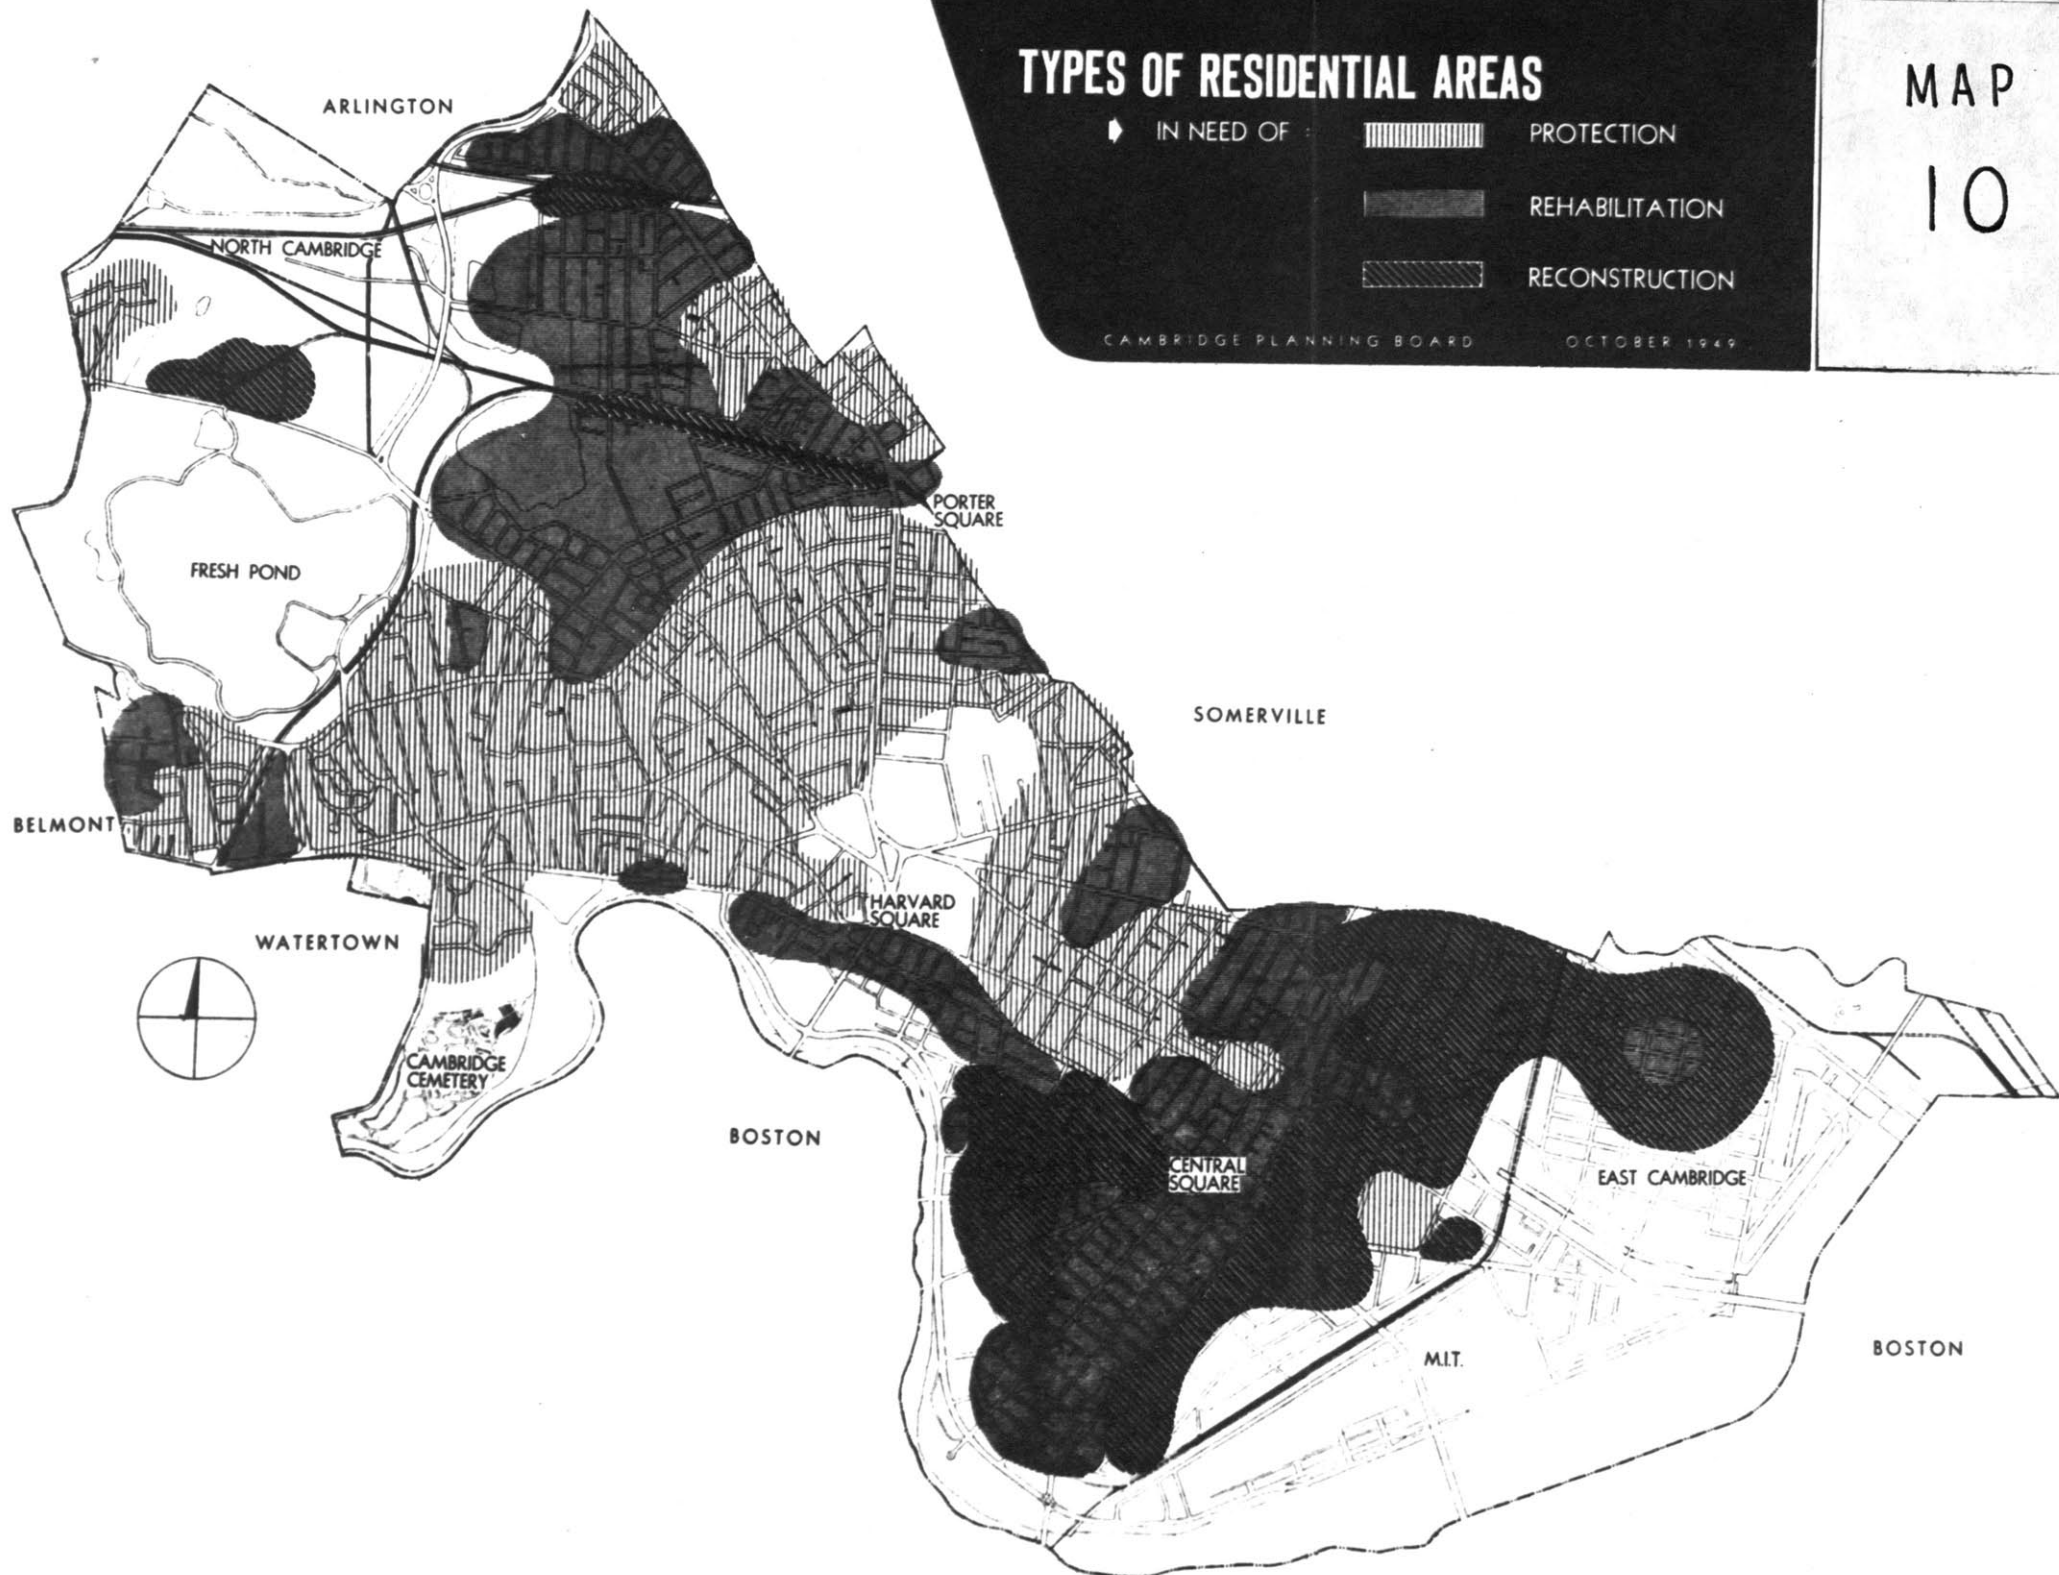 TYPES OF RESIDENTIAL AREAS
IN NEED OF :
PROTECTION
REHABILITATION
RECONSTRUCTION
CAMBRIDGE PLANNING BOARD OCTOBER 1949
MAP
10
ARLINGTON
NORTH CAMBRIDGE
PORTER
SQUARE
FRESH POND
SOMERVILLE
BELMONT
HARVARD
SQUARE
WATERTOWN
CAMBRIDGE
CEMETERY
BOSTON
CENTRAL
SQUARE
EAST CAMBRIDGE
M.I.T.
BOSTON